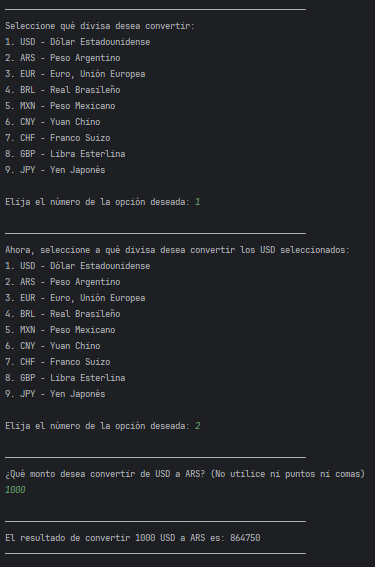 Seleccione qué divisa desea convertir:
1. USD - Dólar Estadounidense
2. ARS - Peso Argentino
3. EUR - Euro, Unión Europea
4. BRL - Real Brasileño
5. MXN - Peso Mexicano
6. CNY - Yuan Chino
7. CHF - Franco Suizo
8. GBP - Libra Esterlina
9. JPY - Yen Japonés
Elija el número de la opción deseada: 1
Ahora, seleccione a qué divisa desea convertir los USD seleccionados:
1. USD - Dólar Estadounidense
2. ARS - Peso Argentino
3. EUR - Euro, Unión Europea
4. BRL - Real Brasileño
5. MXN - Peso Mexicano
6. CNY - Yuan Chino
7. CHF - Franco Suizo
8. GBP - Libra Esterlina
9. JPY - Yen Japonés
Elija el número de la opción deseada: 2
¿Qué monto desea convertir de USD a ARS? (No utilice ni puntos ni comas)
1000
El resultado de convertir 1000 USD a ARS es: 864750